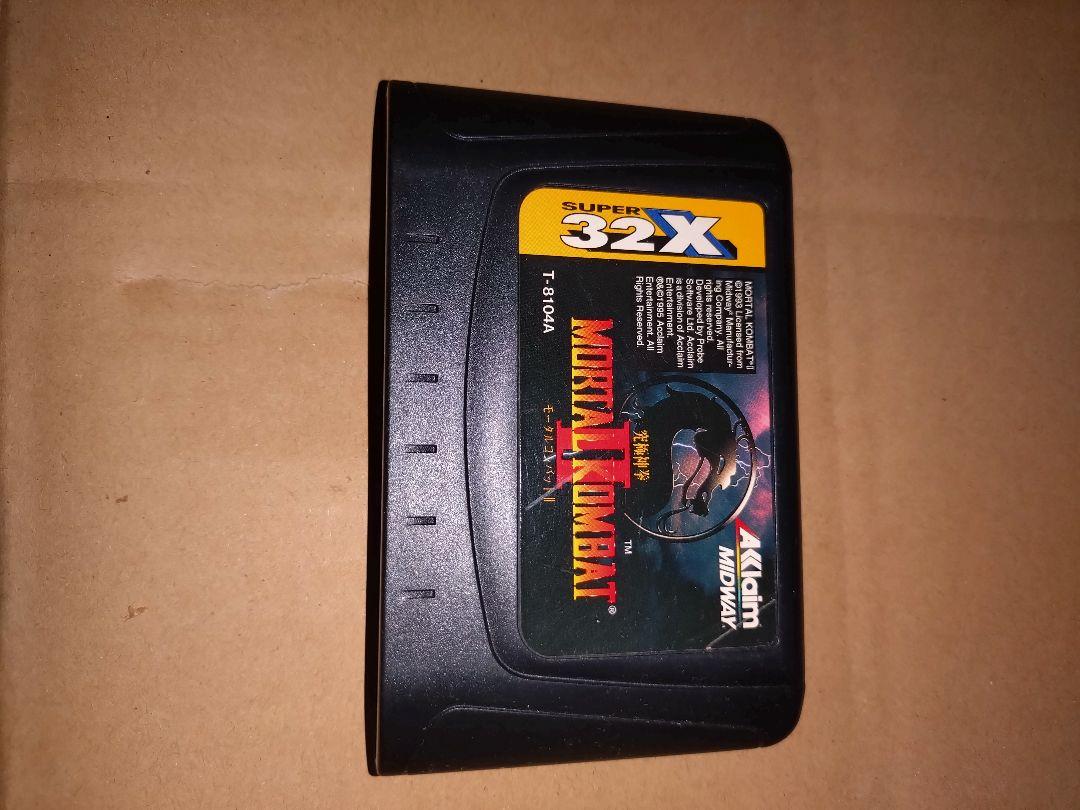 SUPER
32X
MORTAL KOMBAT® II
©1993 Licensed from
Midway® Manufactur-
ing Company. All
rights reserved.
Developed by Probe
Software Ltd. Acclaim
is a division of Acclaim
Entertainment.
®&©1995 Acclaim
Entertainment. All
Rights Reserved.
T-8104A
AKlaim
MIDWAY
究極神拳
MORTAL KOMBAT®
II
™
モータルコンバットII